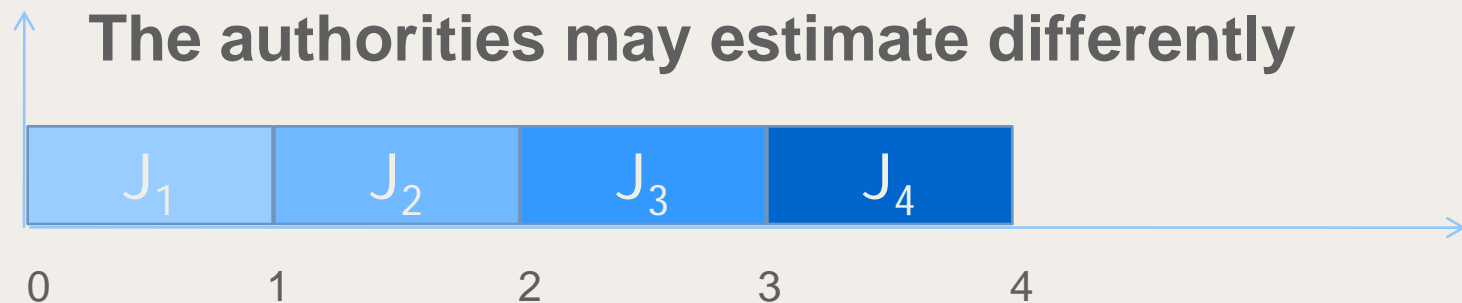 The authorities may estimate differently
J₁ J₂ J₃ J₄
0 1 2 3 4